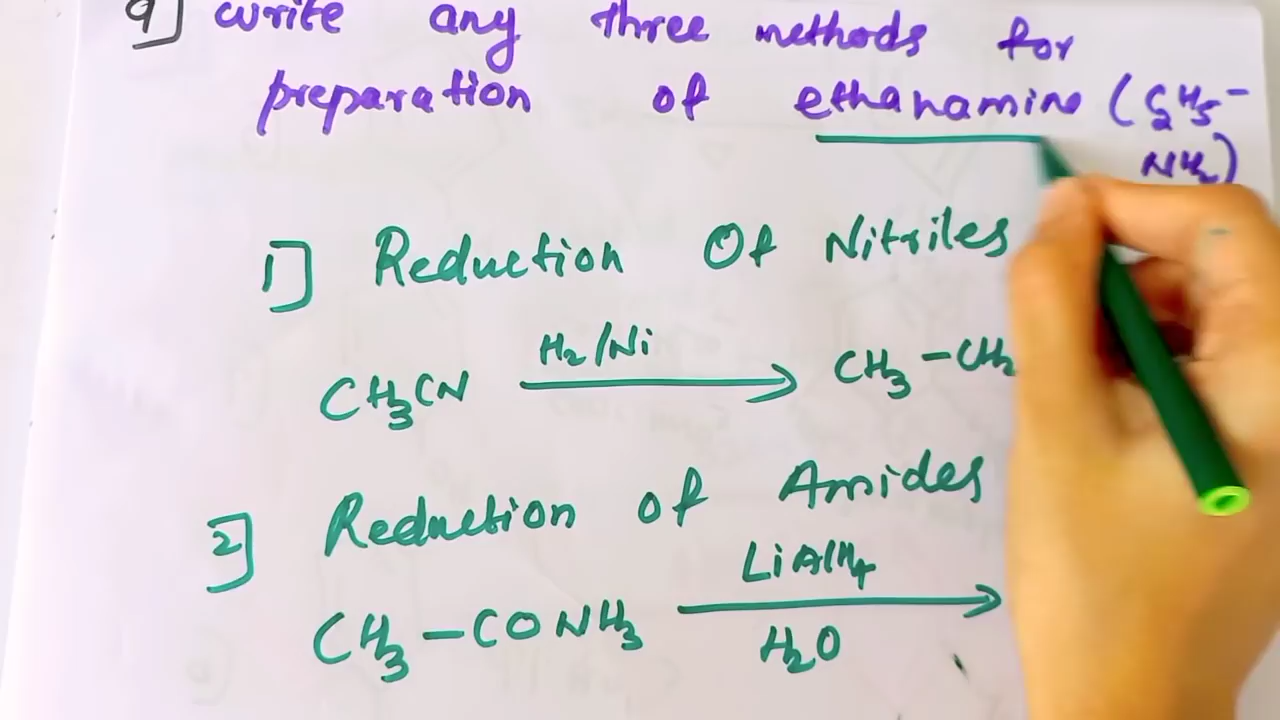 9] write any three methods for
preparation of ethanamine (C2H5-
NH2)
1] Reduction Of Nitriles
H2/Ni
CH3CN → CH3-CH2
2] Reduction of Amides
LiAlH4
CH3-CONH3 →
H2O